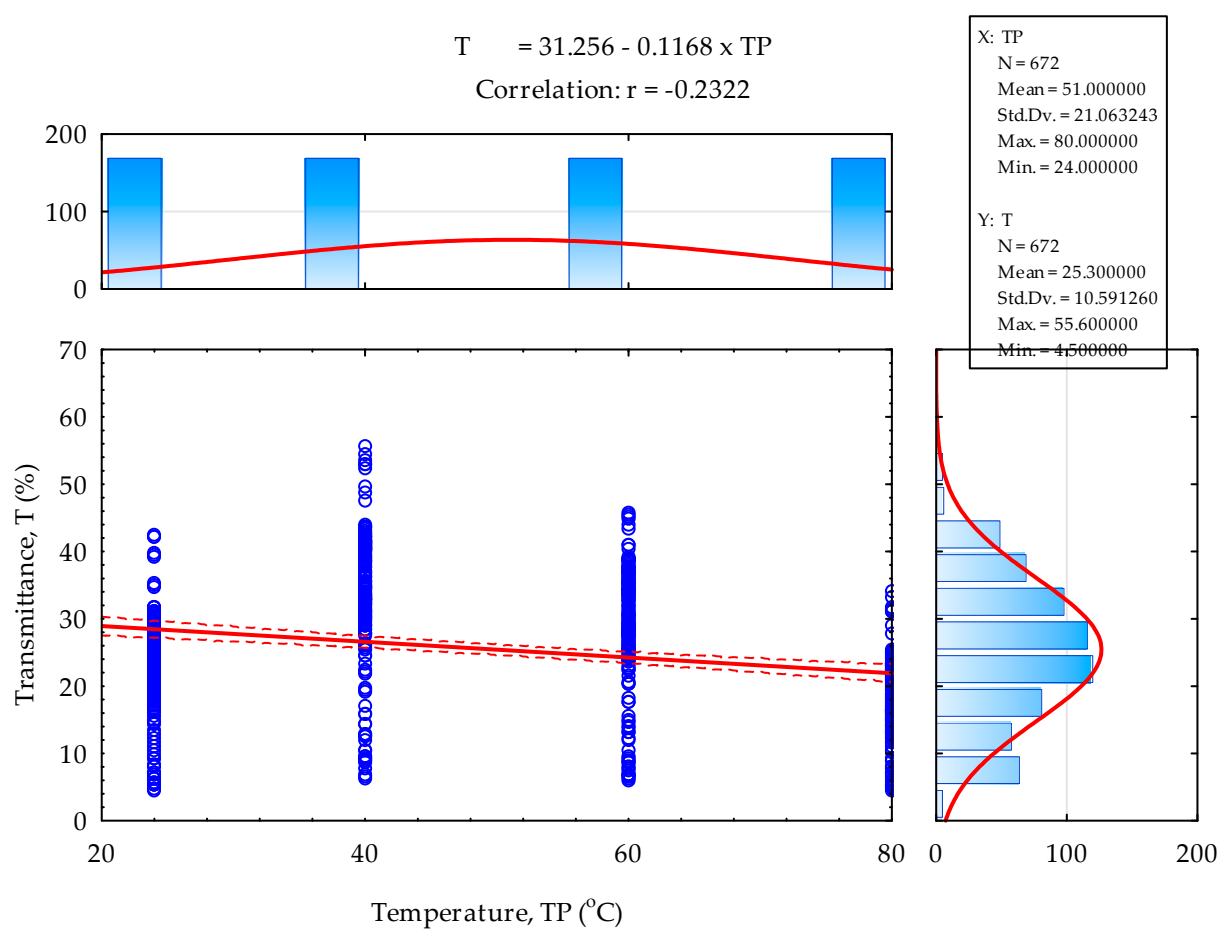 T = 31.256 - 0.1168 x TP
Correlation: r = -0.2322
X: TP
N = 672
Mean = 51.000000
Std.Dv. = 21.063243
Max. = 80.000000
Min. = 24.000000
Y: T
N = 672
Mean = 25.300000
Std.Dv. = 10.591260
Max. = 55.600000
Min. = 4.500000
200
100
0
70
60
50
40
30
20
10
0
Transmittance, T (%)
20 40 60 80
0 100 200
Temperature, TP (°C)